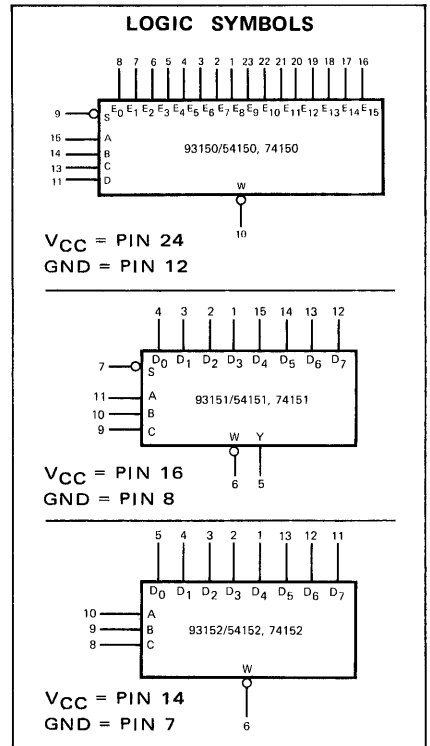 LOGIC SYMBOLS
8 7 6 5 4 3 2 1 23 22 21 20 19 18 17 16
9 S E0 E1 E2 E3 E4 E5 E6 E7 E8 E9 E10 E11 E12 E13 E14 E15
15 A
14 B
13 C
11 D
93150/54150, 74150
W
10
VCC = PIN 24
GND = PIN 12
4 3 2 1 15 14 13 12
D0 D1 D2 D3 D4 D5 D6 D7
7 S
11 A
10 B
9 C
93151/54151, 74151
W Y
6 5
VCC = PIN 16
GND = PIN 8
5 4 3 2 1 13 12 11
D0 D1 D2 D3 D4 D5 D6 D7
10 A
9 B
8 C
93152/54152, 74152
W
6
VCC = PIN 14
GND = PIN 7